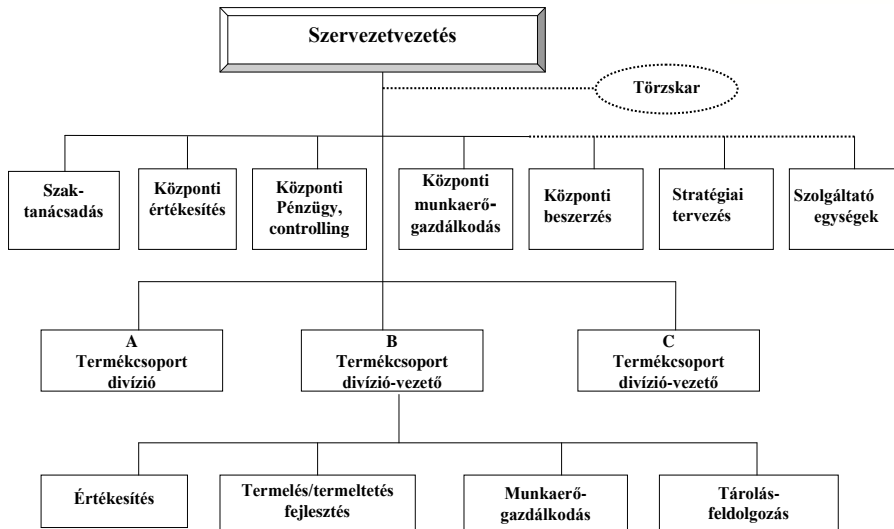 Szervezetvezetés
Törzskar
Szak-
tanácsadás
Központi
értékesítés
Központi
Pénzügy,
controlling
Központi
munkaerő-
gazdálkodás
Központi
beszerzés
Stratégiai
tervezés
Szolgáltató
egységek
A
Termékcsoport
divízió
B
Termékcsoport
divízió-vezető
C
Termékcsoport
divízió-vezető
Értékesítés
Termelés/termeltetés
fejlesztés
Munkaerő-
gazdálkodás
Tárolás-
feldolgozás